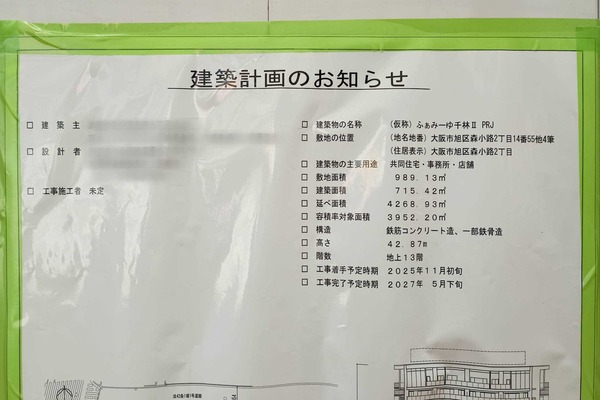 建築計画のお知らせ
□ 建築主
□ 設計者
□ 工事施工者 未定
□ 建築物の名称 (仮称)ふぁみーゆ千林Ⅱ PRJ
□ 敷地の位置 (地名地番)大阪市旭区森小路2丁目14番55他4筆
(住居表示)大阪市旭区森小路2丁目
□ 建築物の主要用途 共同住宅・事務所・店舗
□ 敷地面積 989.13㎡
□ 建築面積 715.42㎡
□ 延べ面積 4268.93㎡
□ 容積率対象面積 3952.20㎡
□ 構造 鉄筋コンクリート造、一部鉄骨造
□ 高さ 42.87m
□ 階数 地上13階
□ 工事着手予定時期 2025年11月初旬
□ 工事完了予定時期 2027年 5月下旬